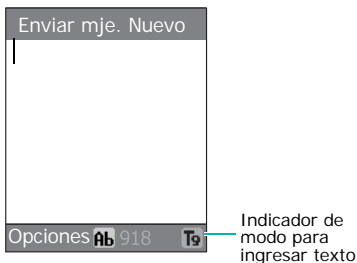 Enviar mje. Nuevo
Opciones Ab 918 T9
Indicador de
modo para
ingresar texto